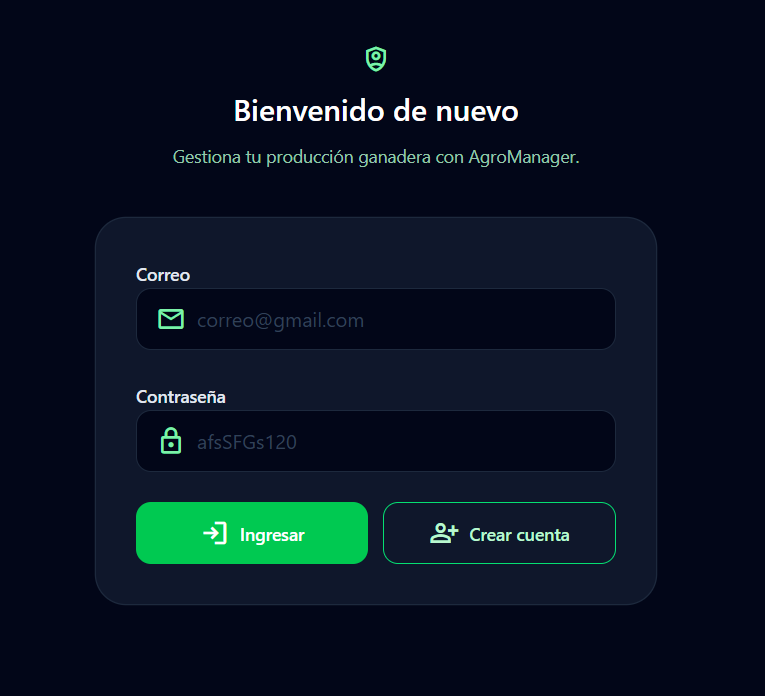 Bienvenido de nuevo
Gestiona tu producción ganadera con AgroManager.
Correo
correo@gmail.com
Contraseña
afsSFGs120
Ingresar
Crear cuenta